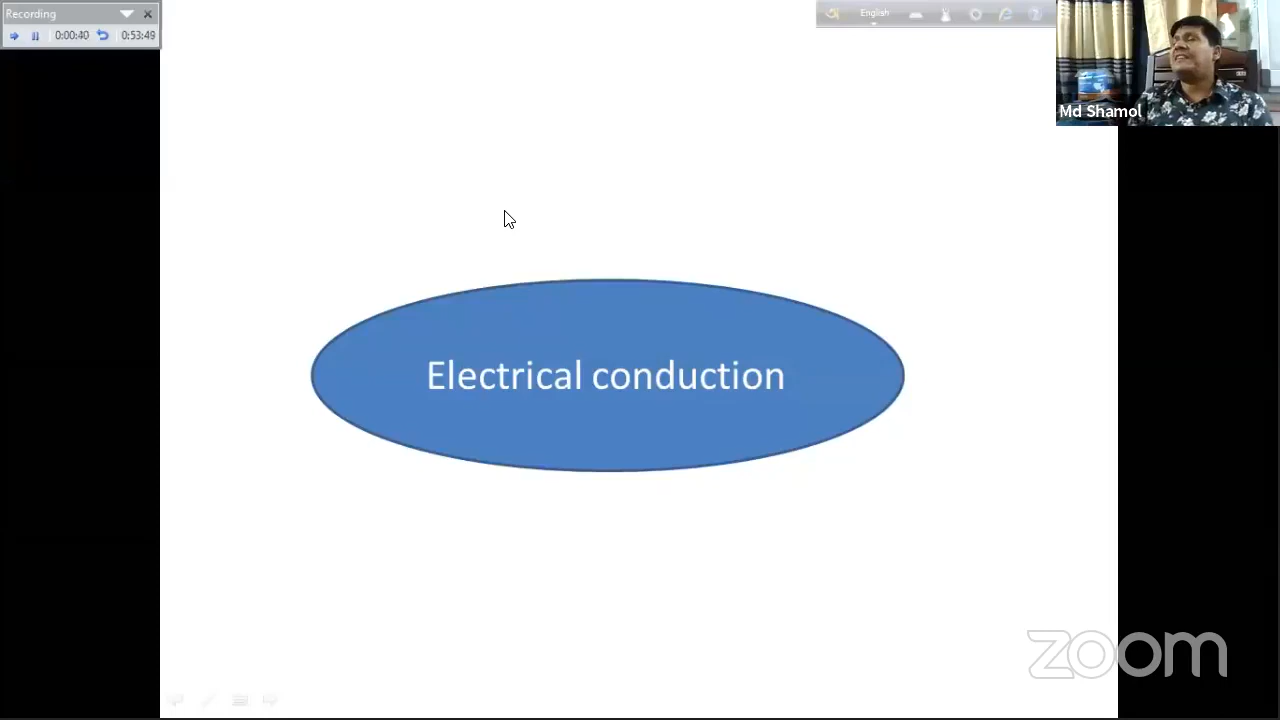 Recording
0:00:40
0:53:49
English
Md Shamol
Electrical conduction
zoom